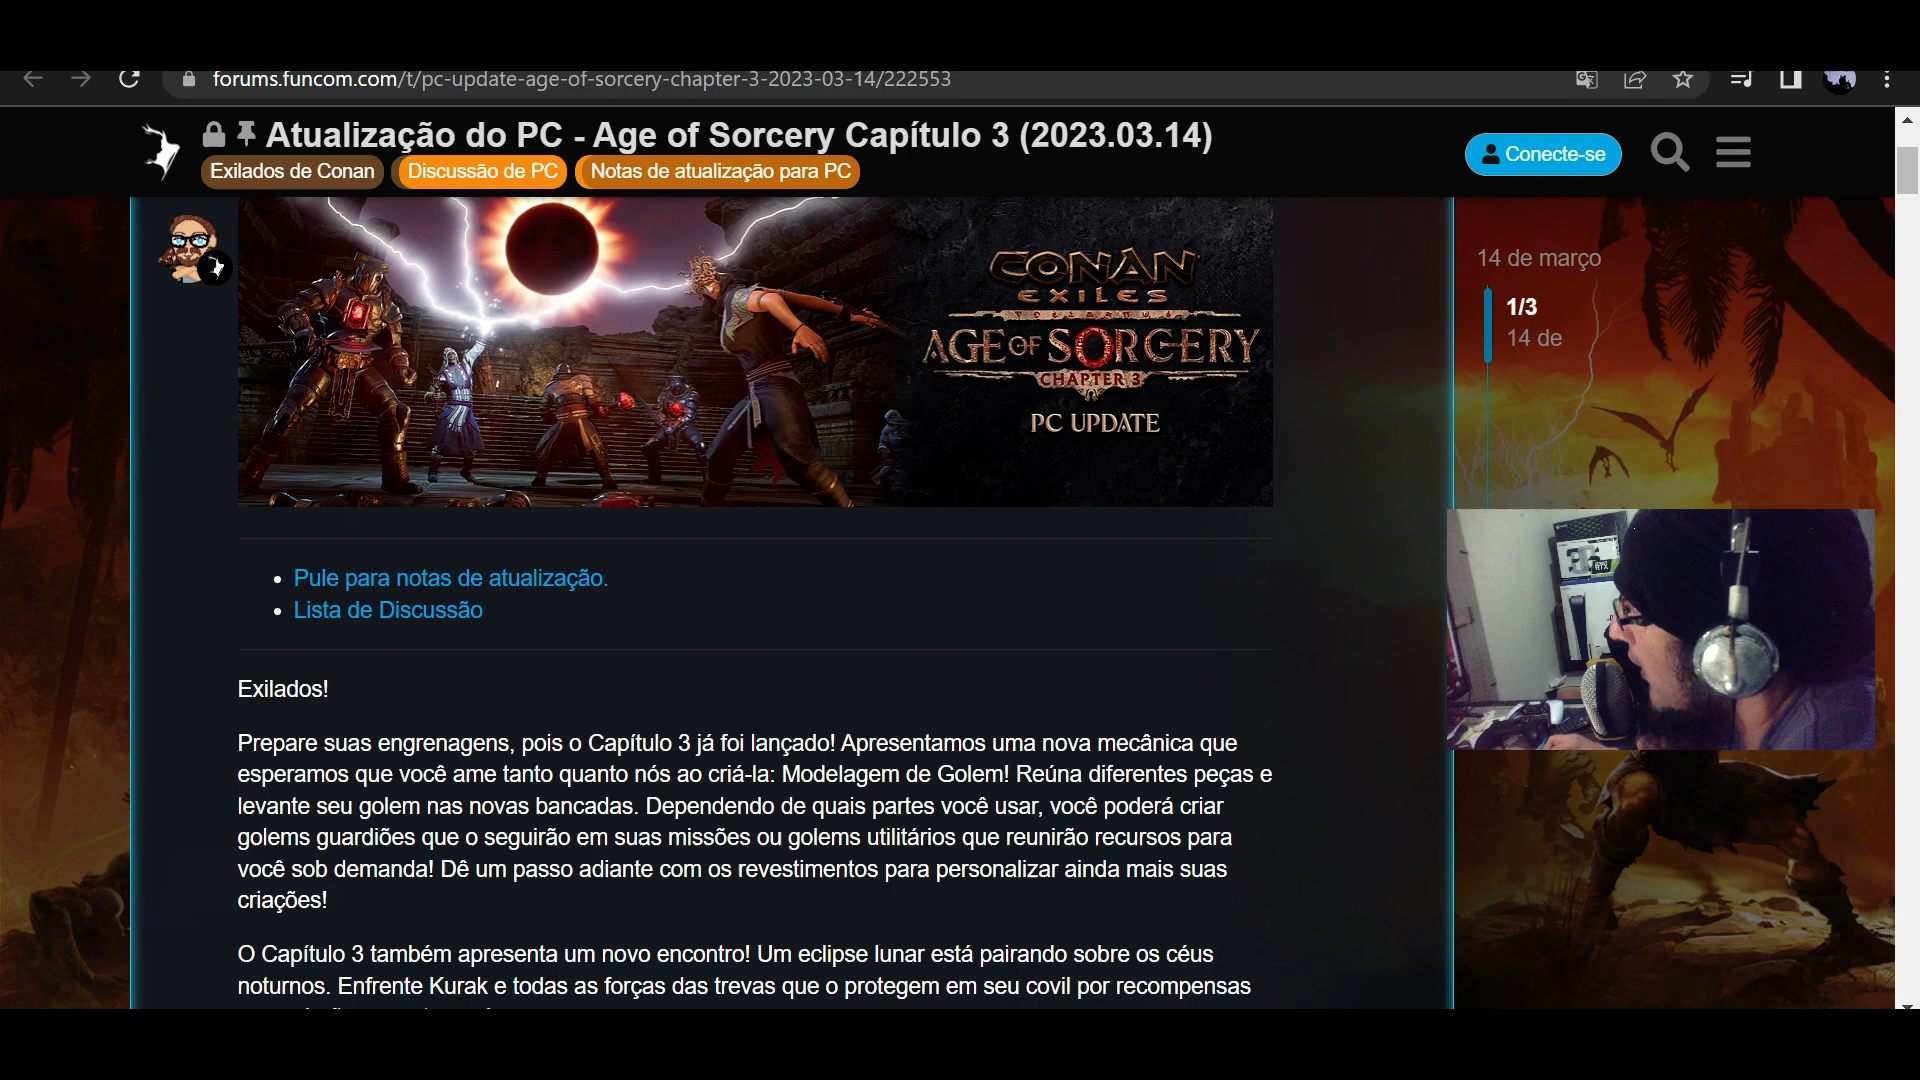 forums.funcom.com/t/pc-update-age-of-sorcery-chapter-3-2023-03-14/222553
Atualização do PC - Age of Sorcery Capítulo 3 (2023.03.14)
Exilados de Conan
Discussão de PC
Notas de atualização para PC
Conecte-se
CONAN
EXILES
AGE OF SORCERY
CHAPTER 3
PC UPDATE
14 de março
1/3
14 de
RTX
Pule para notas de atualização.
Lista de Discussão
Exilados!
Prepare suas engrenagens, pois o Capítulo 3 já foi lançado! Apresentamos uma nova mecânica que
esperamos que você ame tanto quanto nós ao criá-la: Modelagem de Golem! Reúna diferentes peças e
levante seu golem nas novas bancadas. Dependendo de quais partes você usar, você poderá criar
golems guardiões que o seguirão em suas missões ou golems utilitários que reunirão recursos para
você sob demanda! Dê um passo adiante com os revestimentos para personalizar ainda mais suas
criações!
O Capítulo 3 também apresenta um novo encontro! Um eclipse lunar está pairando sobre os céus
noturnos. Enfrente Kurak e todas as forças das trevas que o protegem em seu covil por recompensas